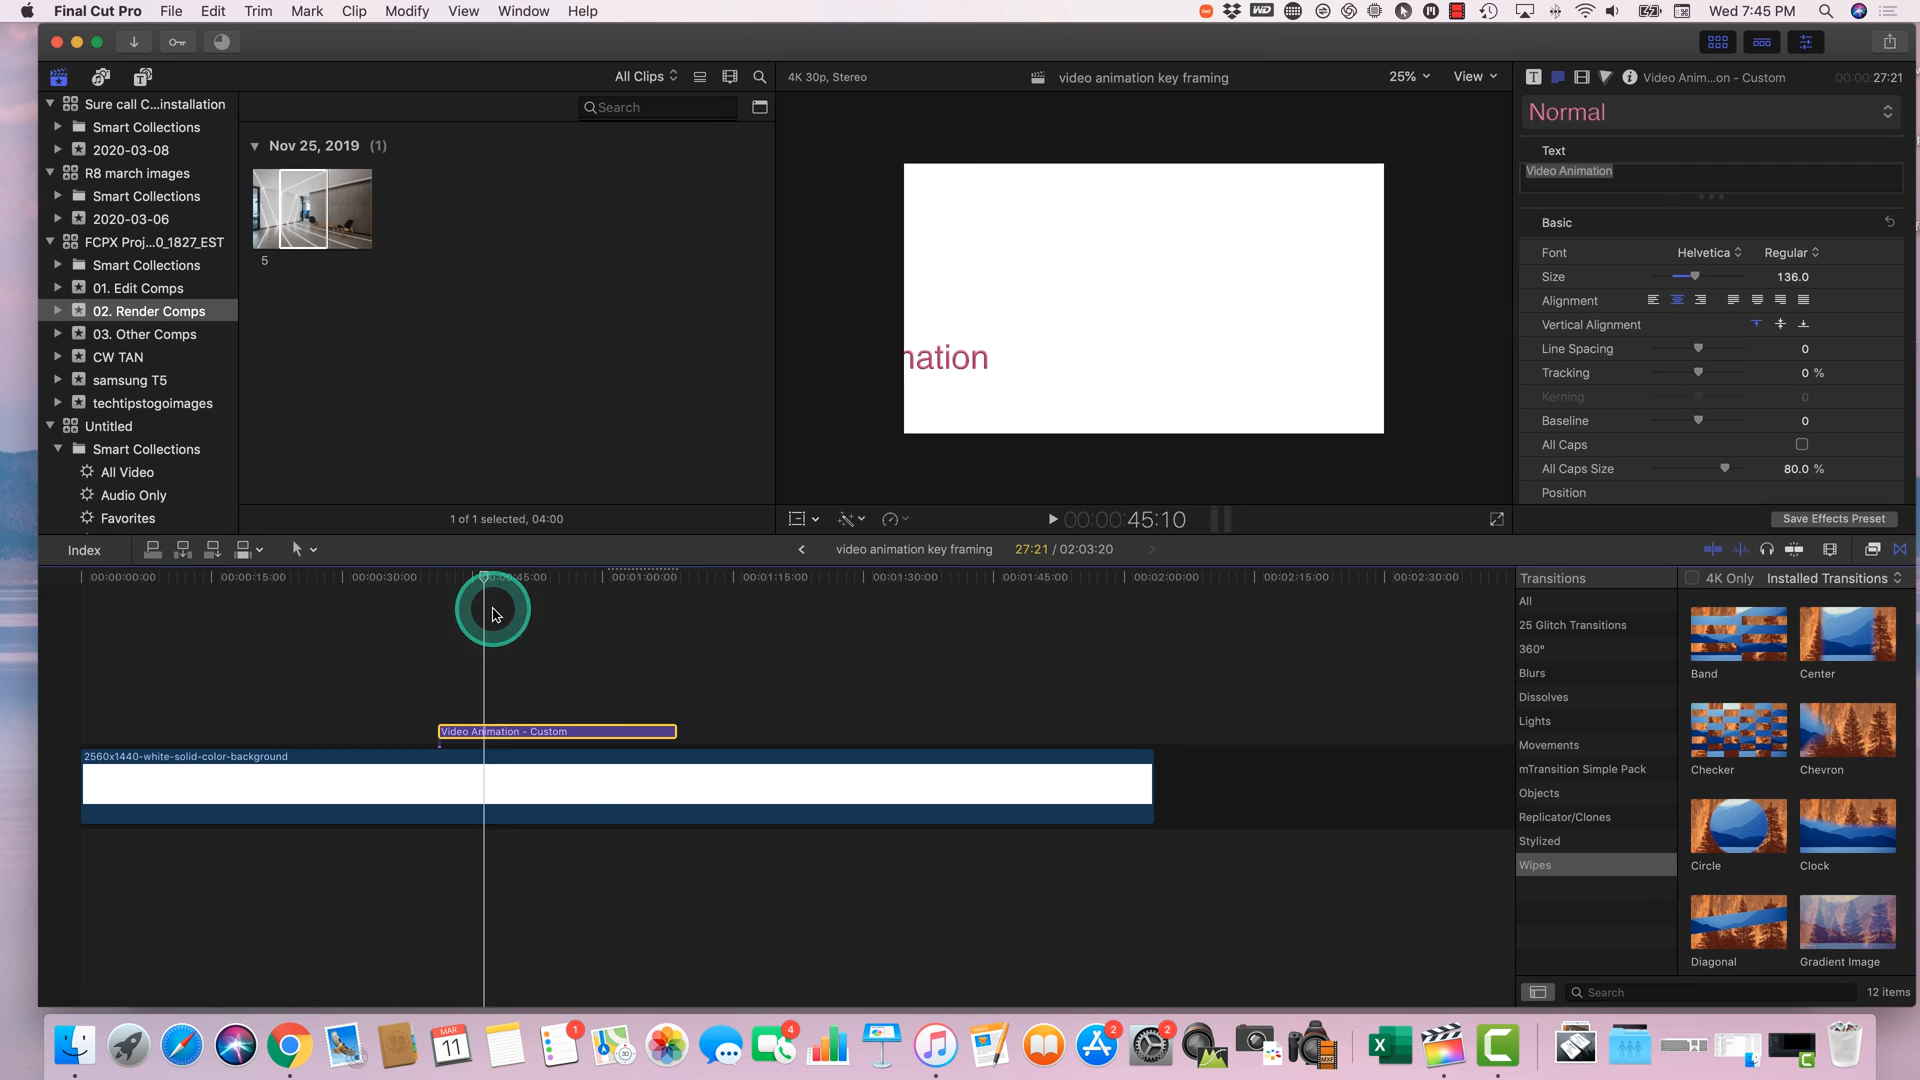 Final Cut Pro File Edit Trim Mark Clip Modify View Window Help
Wed 7:45 PM
All Clips
4K 30p, Stereo
video animation key framing
25%
View
Video Anim...on - Custom
27:21
Sure call C...installation
Smart Collections
2020-03-08
R8 march images
Smart Collections
2020-03-06
FCPX Proj...0_1827_EST
Smart Collections
01. Edit Comps
02. Render Comps
03. Other Comps
CW TAN
samsung T5
techtipstogoimages
Untitled
Smart Collections
All Video
Audio Only
Favorites
Search
Nov 25, 2019 (1)
5
1 of 1 selected, 04:00
mation
00:00:45:10
Normal
Text
Video Animation
Basic
Font Helvetica Regular
Size 136.0
Alignment
Vertical Alignment
Line Spacing 0
Tracking 0 %
Kerning 0
Baseline 0
All Caps
All Caps Size 80.0 %
Position
Save Effects Preset
Index
video animation key framing 27:21 / 02:03:20
00:00:00:00 00:00:15:00 00:00:30:00 00:00:45:00 00:01:00:00 00:01:15:00 00:01:30:00 00:01:45:00 00:02:00:00 00:02:15:00 00:02:30:00
Video Animation - Custom
2560x1440-white-solid-color-background
Transitions
4K Only Installed Transitions
All
25 Glitch Transitions
360°
Blurs
Dissolves
Lights
Movements
mTransition Simple Pack
Objects
Replicator/Clones
Stylized
Wipes
Band Center
Checker Chevron
Circle Clock
Diagonal Gradient Image
Search
12 items
MAR
11
1
4
2
2